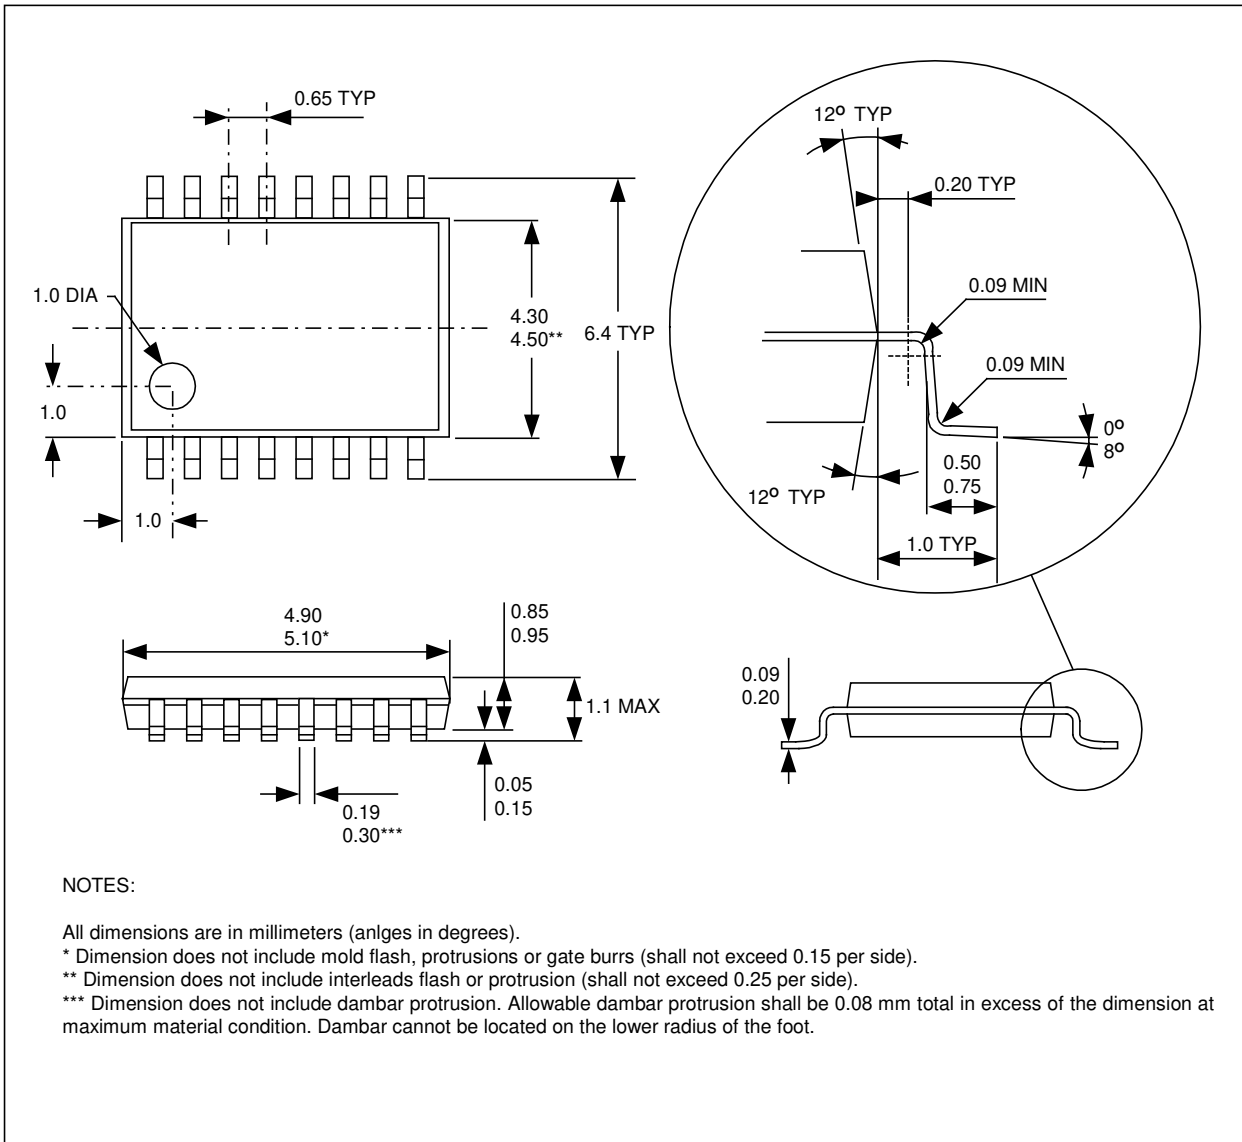 0.65 TYP
1.0 DIA
4.30
4.50**
6.4 TYP
1.0
1.0
12º TYP
0.20 TYP
0.09 MIN
0.09 MIN
0º
8º
0.50
0.75
12º TYP
1.0 TYP
4.90
5.10*
0.85
0.95
1.1 MAX
0.05
0.15
0.19
0.30***
0.09
0.20
NOTES:
All dimensions are in millimeters (anlges in degrees).
* Dimension does not include mold flash, protrusions or gate burrs (shall not exceed 0.15 per side).
** Dimension does not include interleads flash or protrusion (shall not exceed 0.25 per side).
*** Dimension does not include dambar protrusion. Allowable dambar protrusion shall be 0.08 mm total in excess of the dimension at
maximum material condition. Dambar cannot be located on the lower radius of the foot.